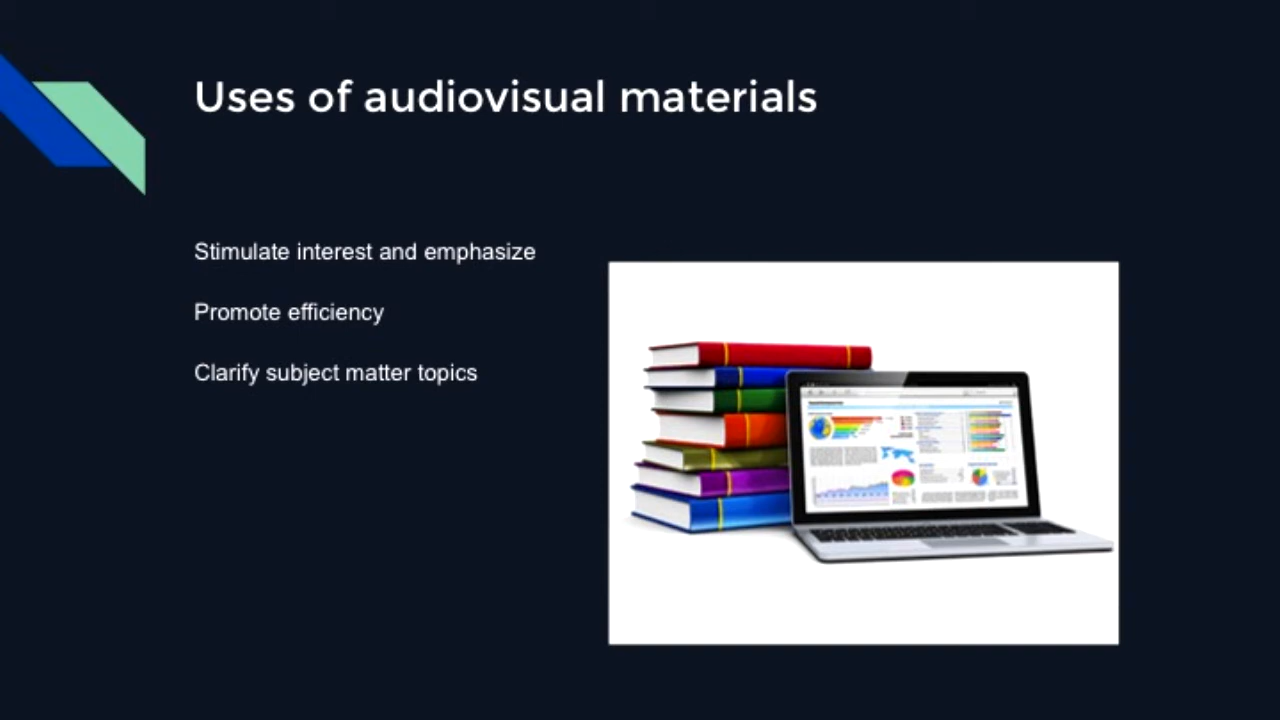 Uses of audiovisual materials
Stimulate interest and emphasize
Promote efficiency
Clarify subject matter topics